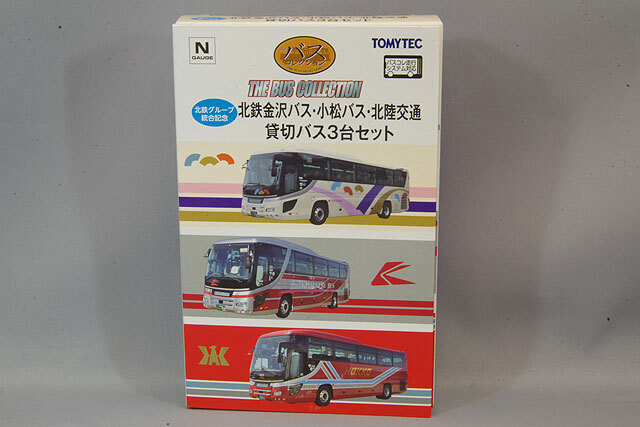 N
GAUGE
バス
コレクション
TOMYTEC
バスコレ走行
システム対応
THE BUS COLLECTION
北鉄グループ
統合記念
北鉄金沢バス・小松バス・北陸交通
貸切バス3台セット
HOKKO